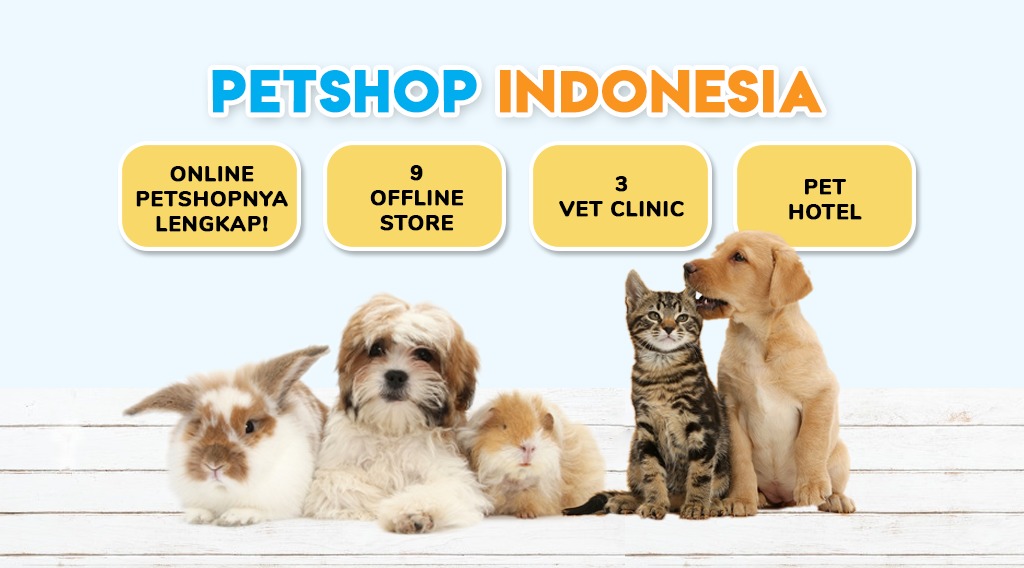 PETSHOP INDONESIA
ONLINE
PETSHOPNYA
LENGKAP!
9
OFFLINE
STORE
3
VET CLINIC
PET
HOTEL